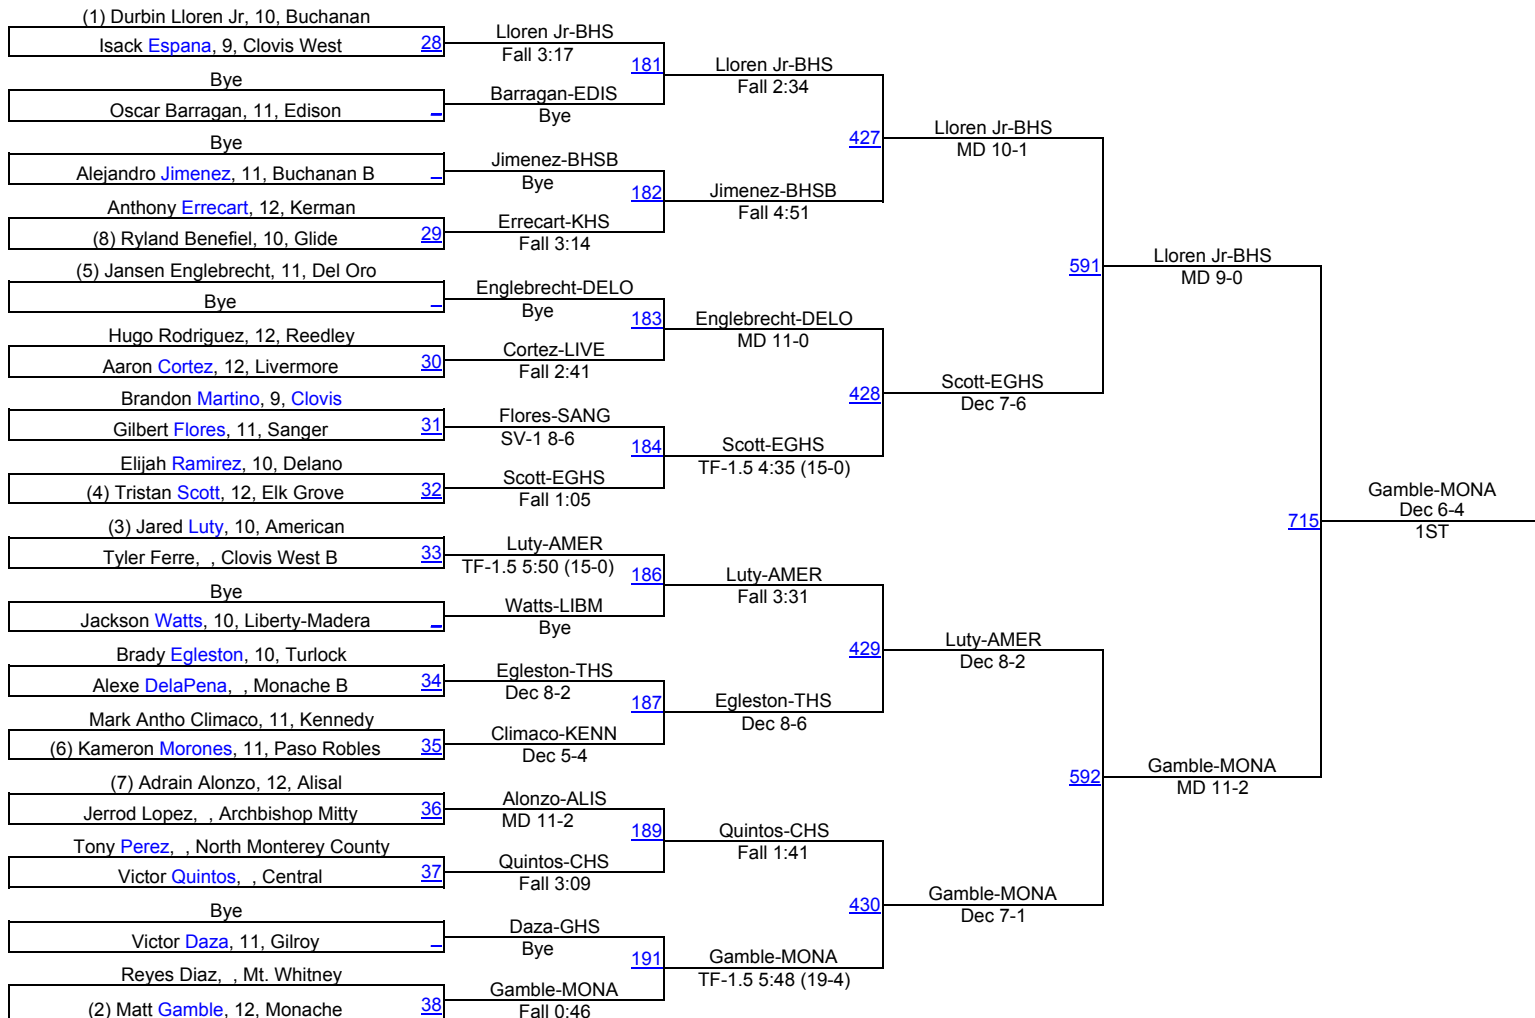 (1) Durbin Lloren Jr, 10, Buchanan
Isack Espana, 9, Clovis West 28
Bye
Oscar Barragan, 11, Edison _
Bye
Alejandro Jimenez, 11, Buchanan B _
Anthony Errecart, 12, Kerman
(8) Ryland Benefiel, 10, Glide 29
(5) Jansen Englebrecht, 11, Del Oro
Bye _
Hugo Rodriguez, 12, Reedley
Aaron Cortez, 12, Livermore 30
Brandon Martino, 9, Clovis
Gilbert Flores, 11, Sanger 31
Elijah Ramirez, 10, Delano
(4) Tristan Scott, 12, Elk Grove 32
(3) Jared Luty, 10, American
Tyler Ferre, , Clovis West B 33
Bye
Jackson Watts, 10, Liberty-Madera _
Brady Egleston, 10, Turlock
Alexe DelaPena, , Monache B 34
Mark Antho Climaco, 11, Kennedy
(6) Kameron Morones, 11, Paso Robles 35
(7) Adrain Alonzo, 12, Alisal
Jerrod Lopez, , Archbishop Mitty 36
Tony Perez, , North Monterey County
Victor Quintos, , Central 37
Bye
Victor Daza, 11, Gilroy _
Reyes Diaz, , Mt. Whitney
(2) Matt Gamble, 12, Monache 38
Lloren Jr-BHS
Fall 3:17
181
Barragan-EDIS
Bye
Jimenez-BHSB
Bye
182
Errecart-KHS
Fall 3:14
Englebrecht-DELO
Bye
183
Cortez-LIVE
Fall 2:41
Flores-SANG
SV-1 8-6
184
Scott-EGHS
Fall 1:05
Luty-AMER
TF-1.5 5:50 (15-0)
186
Watts-LIBM
Bye
Egleston-THS
Dec 8-2
187
Climaco-KENN
Dec 5-4
Alonzo-ALIS
MD 11-2
189
Quintos-CHS
Fall 3:09
Daza-GHS
Bye
191
Gamble-MONA
Fall 0:46
Lloren Jr-BHS
Fall 2:34
427
Jimenez-BHSB
Fall 4:51
Englebrecht-DELO
MD 11-0
428
Scott-EGHS
TF-1.5 4:35 (15-0)
Luty-AMER
Fall 3:31
429
Egleston-THS
Dec 8-6
Quintos-CHS
Fall 1:41
430
Gamble-MONA
TF-1.5 5:48 (19-4)
Lloren Jr-BHS
MD 10-1
591
Scott-EGHS
Dec 7-6
Luty-AMER
Dec 8-2
592
Gamble-MONA
Dec 7-1
Lloren Jr-BHS
MD 9-0
715
Gamble-MONA
MD 11-2
Gamble-MONA
Dec 6-4
1ST